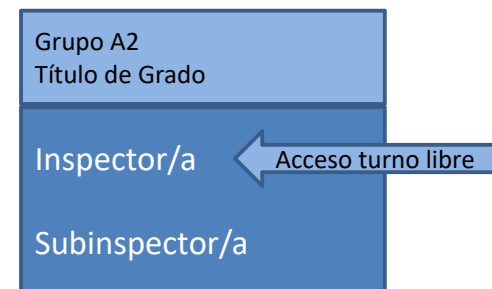 Grupo A2
Título de Grado
Inspector/a
Acceso turno libre
Subinspector/a